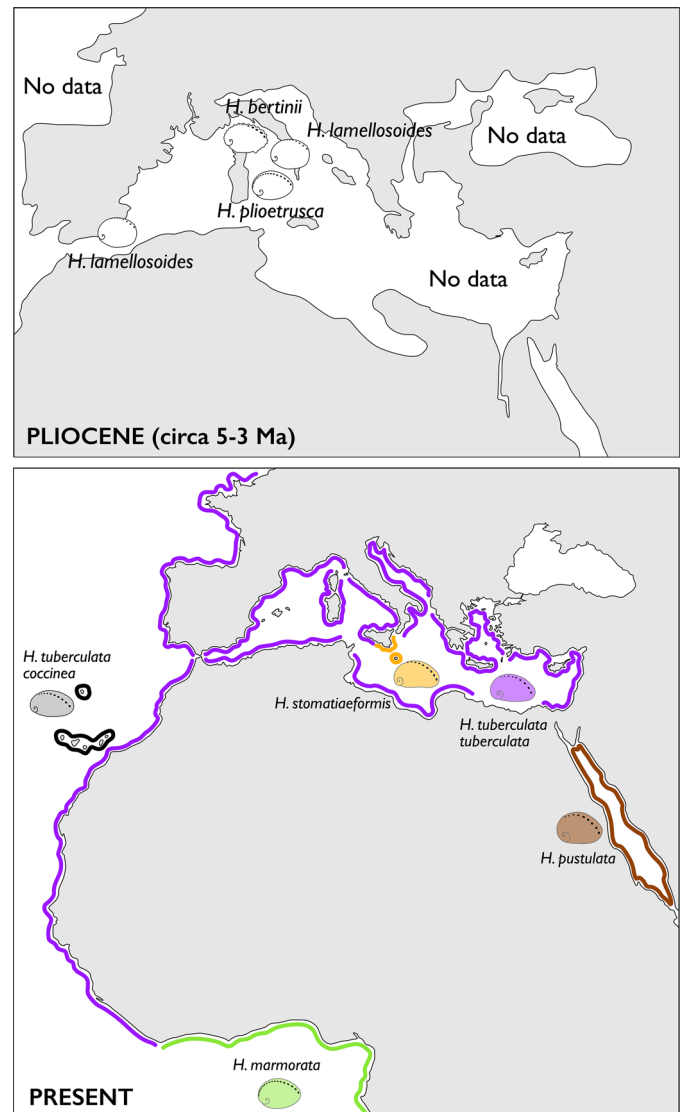 No data
H. bertinii
H. lamellosoides
No data
H. plioetrusca
H. lamellosoides
No data
PLIOCENE (circa 5-3 Ma)
H. tuberculata
coccinea
H. stomatiaeformis
H. tuberculata
tuberculata
H. pustulata
H. marmorata
PRESENT